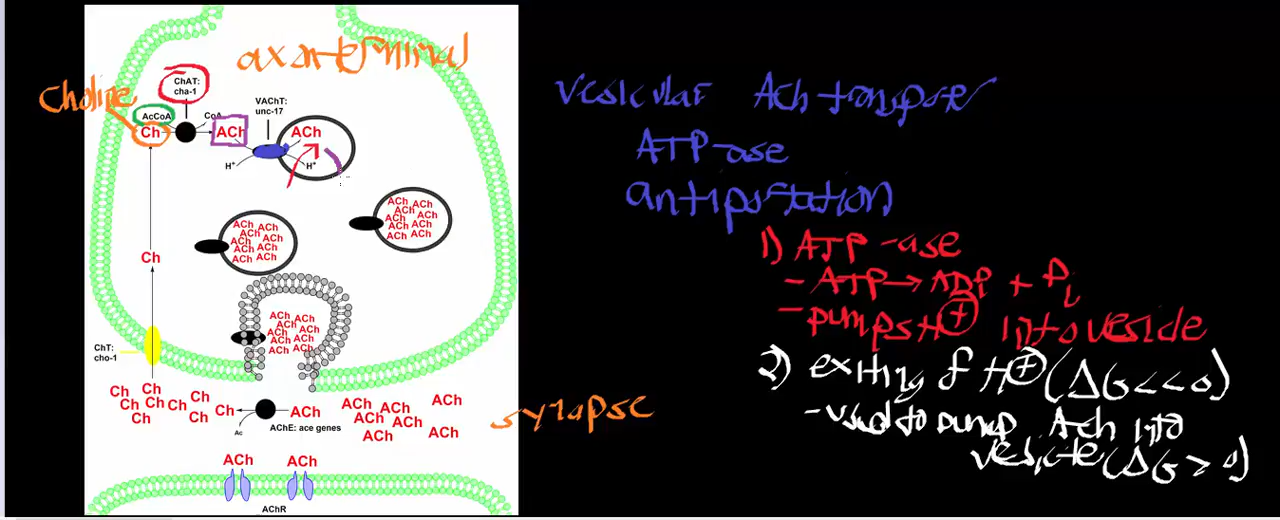 axon terminal
choline
ChAT:
cha-1
AcCoA
CoA
VAChT:
unc-17
Ch
ACh
ACh
H+
H+
ACh ACh
ACh
ACh ACh
ACh ACh
ACh ACh
ACh ACh
ACh
ACh ACh
ACh ACh
ACh ACh
Ch
ACh ACh
ACh
ACh ACh
ACh ACh
ACh ACh
ChT:
cho-1
Ch Ch
Ch Ch
Ch Ch
Ch Ch
Ch
ACh
Ac
AChE: ace genes
ACh ACh
ACh ACh
ACh ACh
ACh
synapse
ACh ACh
AChR
vesicular Ach transporter
ATP-ase
antiportation
1) ATP-ase
- ATP → ADP + Pi
- pumps H+ into vesicle
2) exiting of H+ (ΔG<<0)
- used to pump Ach into
vesicle (ΔG > 0)